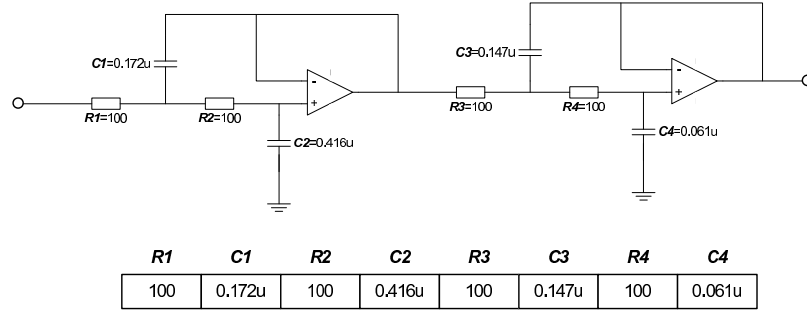 C1=0.172u
R1=100
R2=100
C2=0.416u
-
+
R3=100
C3=0.147u
R4=100
C4=0.061u
-
+
R1 C1 R2 C2 R3 C3 R4 C4
100 0.172u 100 0.416u 100 0.147u 100 0.061u